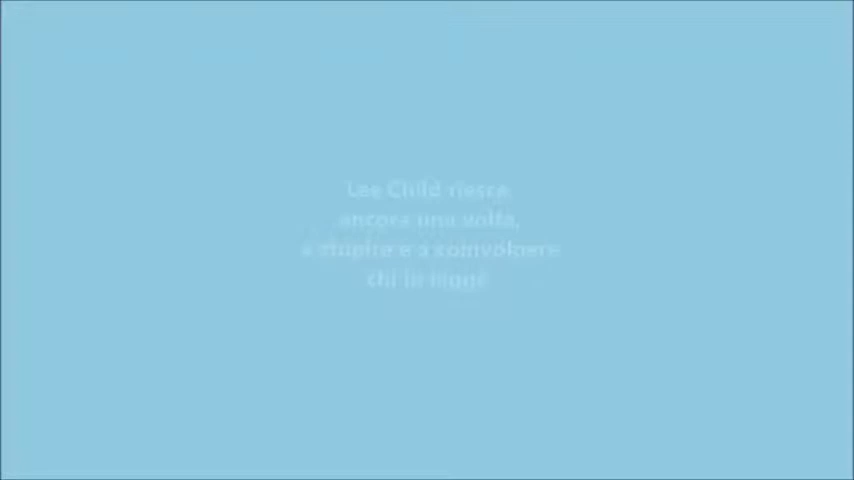 Lee Child riesce
ancora una volta,
a stupire e a coinvolgere
chi lo legge